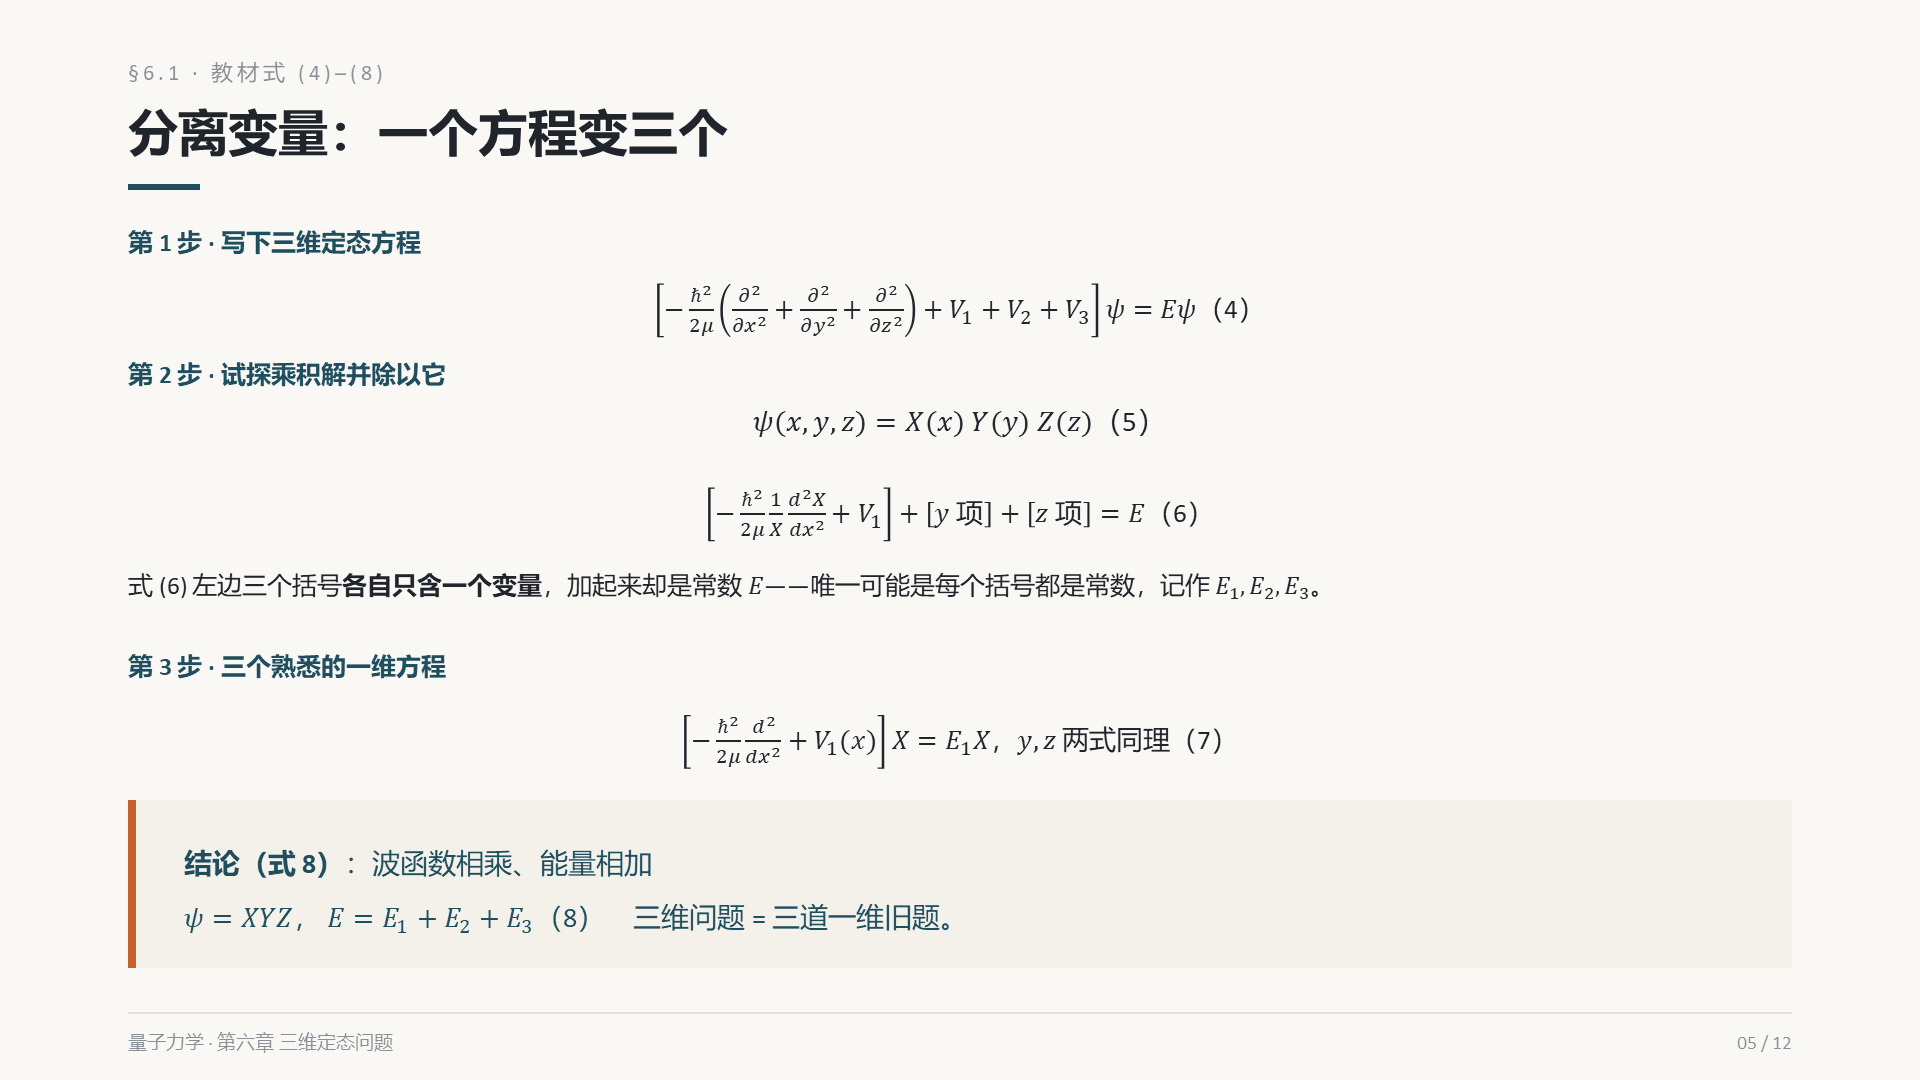 §6.1 · 教材式 (4)–(8)
分离变量：一个方程变三个
第 1 步 · 写下三维定态方程
[−ℏ²/2μ (∂²/∂x² + ∂²/∂y² + ∂²/∂z²) + V₁ + V₂ + V₃] ψ = Eψ（4）
第 2 步 · 试探乘积解并除以它
ψ(x, y, z) = X(x) Y(y) Z(z)（5）
[−ℏ²/2μ 1/X d²X/dx² + V₁] + [y 项] + [z 项] = E（6）
式 (6) 左边三个括号各自只含一个变量，加起来却是常数 E——唯一可能是每个括号都是常数，记作 E₁, E₂, E₃。
第 3 步 · 三个熟悉的一维方程
[−ℏ²/2μ d²/dx² + V₁(x)] X = E₁X，y, z 两式同理（7）
结论（式 8）：波函数相乘、能量相加
ψ = XYZ， E = E₁ + E₂ + E₃（8） 三维问题 = 三道一维旧题。
量子力学 · 第六章 三维定态问题
05 / 12